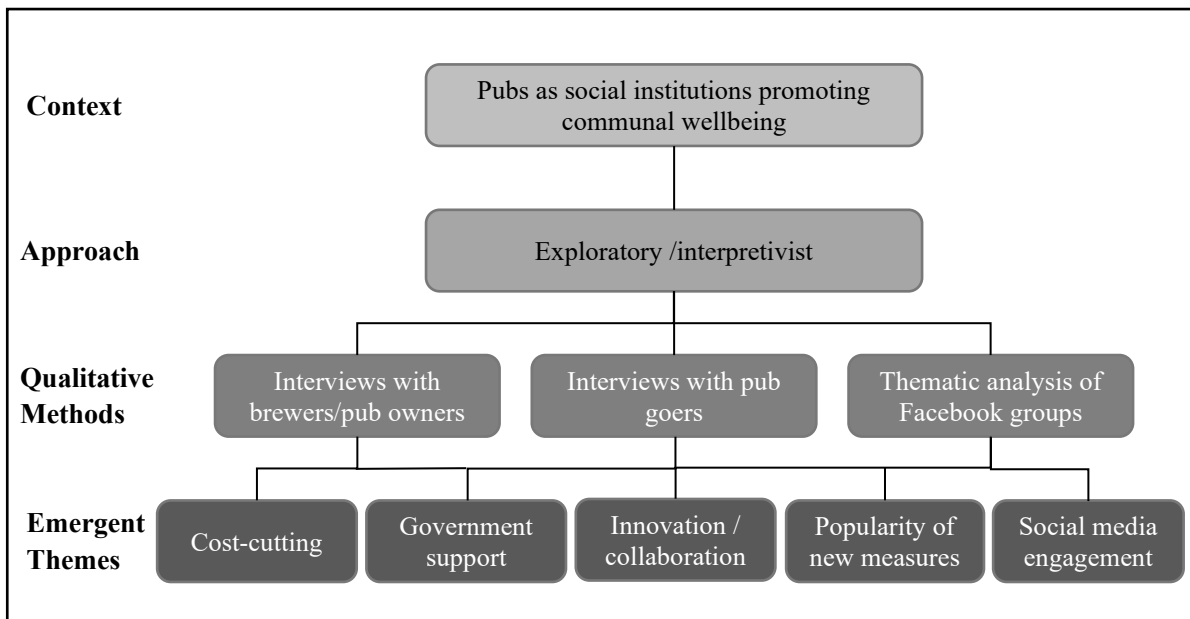 Context
Pubs as social institutions promoting
communal wellbeing
Approach
Exploratory /interpretivist
Qualitative
Methods
Interviews with
brewers/pub owners
Interviews with pub
goers
Thematic analysis of
Facebook groups
Emergent
Themes
Cost-cutting
Government
support
Innovation /
collaboration
Popularity of
new measures
Social media
engagement